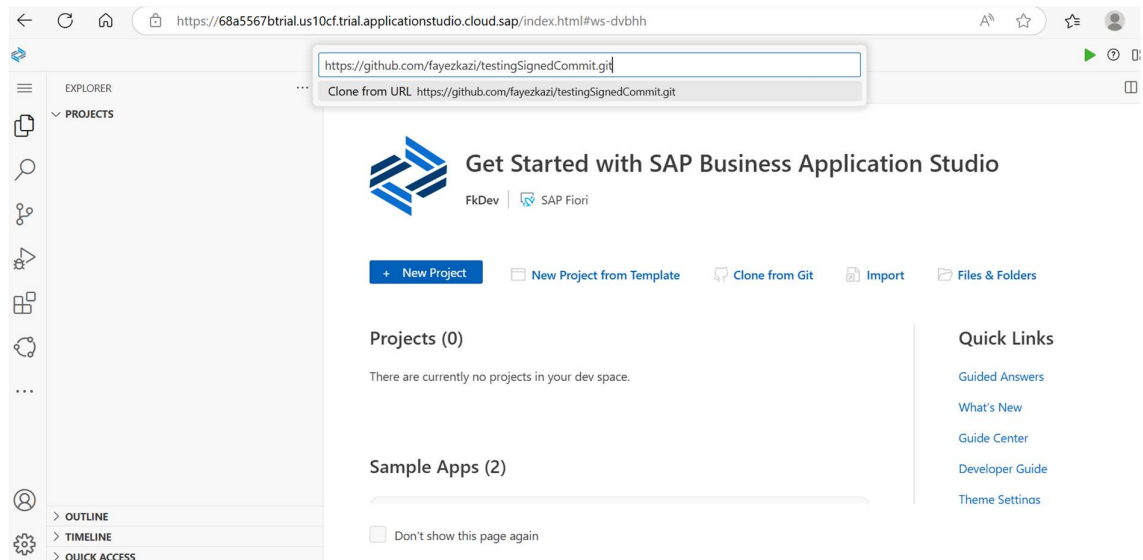 https://68a5567btrial.us10cf.trial.applicationstudio.cloud.sap/index.html#ws-dvbhh
https://github.com/fayezkazi/testingSignedCommit.git
Clone from URL https://github.com/fayezkazi/testingSignedCommit.git
EXPLORER
PROJECTS
Get Started with SAP Business Application Studio
FkDev SAP Fiori
+ New Project New Project from Template Clone from Git Import Files & Folders
Projects (0)
There are currently no projects in your dev space.
Quick Links
Guided Answers
What's New
Guide Center
Developer Guide
Theme Settings
Sample Apps (2)
Don't show this page again
OUTLINE
TIMELINE
QUICK ACCESS